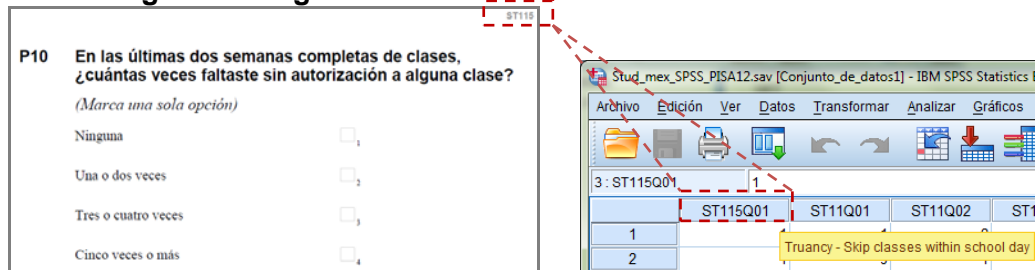 ST115
P10 En las últimas dos semanas completas de clases,
¿cuántas veces faltaste sin autorización a alguna clase?
(Marca una sola opción)
Ninguna 1
Una o dos veces 2
Tres o cuatro veces 3
Cinco veces o más 4
Stud_mex_SPSS_PISA12.sav [Conjunto_de_datos1] - IBM SPSS Statistics
Archivo Edición Ver Datos Transformar Analizar Gráficos
3 : ST115Q01 1
ST115Q01 ST11Q01 ST11Q02 ST1
1
2
Truancy - Skip classes within school day